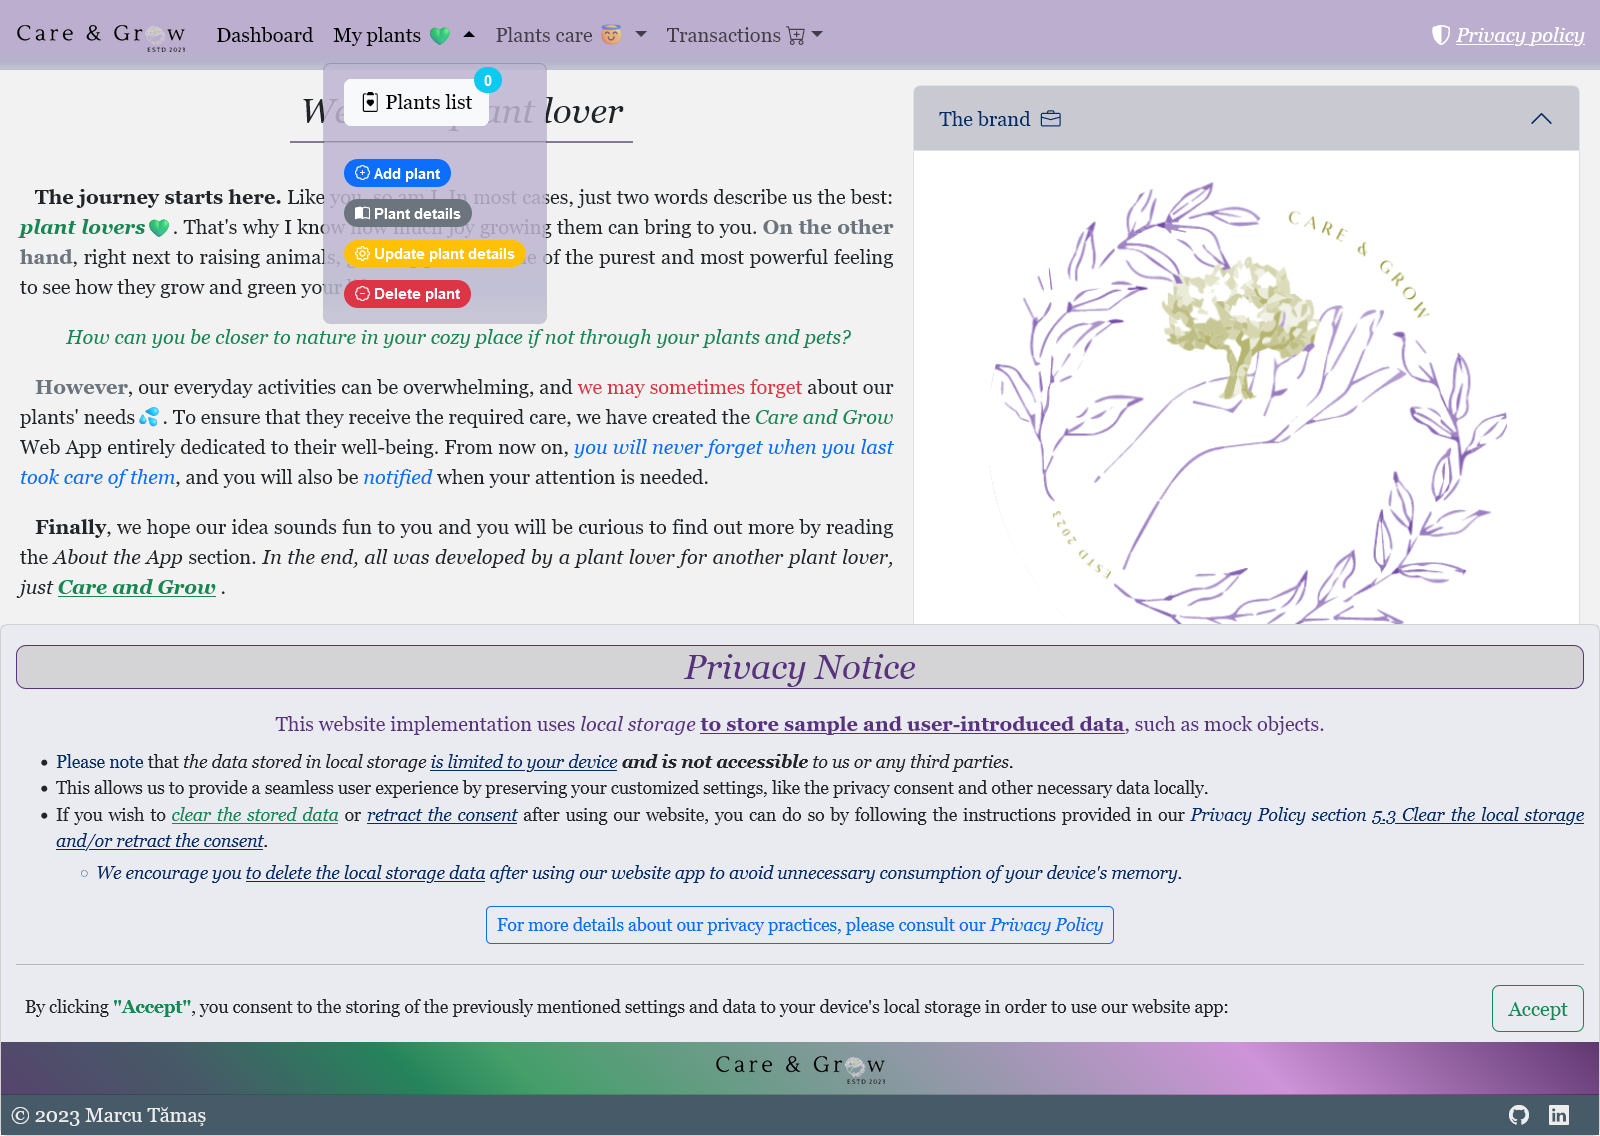 Care & Grow
ESTD 2023
Dashboard
My plants 💚
Plants care 😇
Transactions
Privacy policy
Plants list
0
Add plant
Plant details
Update plant details
Delete plant
We lover
The journey starts here. Like you, so am I. In most cases, just two words describe us the best:
plant lovers💚. That's why I know how much joy growing them can bring to you. On the other
hand, right next to raising animals, of the purest and most powerful feeling
to see how they grow and green your
How can you be closer to nature in your cozy place if not through your plants and pets?
However, our everyday activities can be overwhelming, and we may sometimes forget about our
plants' needs💦. To ensure that they receive the required care, we have created the Care and Grow
Web App entirely dedicated to their well-being. From now on, you will never forget when you last
took care of them, and you will also be notified when your attention is needed.
Finally, we hope our idea sounds fun to you and you will be curious to find out more by reading
the About the App section. In the end, all was developed by a plant lover for another plant lover,
just Care and Grow .
The brand
CARE & GROW
ESTD 2023
Privacy Notice
This website implementation uses local storage to store sample and user-introduced data, such as mock objects.
• Please note that the data stored in local storage is limited to your device and is not accessible to us or any third parties.
• This allows us to provide a seamless user experience by preserving your customized settings, like the privacy consent and other necessary data locally.
• If you wish to clear the stored data or retract the consent after using our website, you can do so by following the instructions provided in our Privacy Policy section 5.3 Clear the local storage
and/or retract the consent.
◦ We encourage you to delete the local storage data after using our website app to avoid unnecessary consumption of your device's memory.
For more details about our privacy practices, please consult our Privacy Policy
By clicking "Accept", you consent to the storing of the previously mentioned settings and data to your device's local storage in order to use our website app:
Accept
Care & Grow
ESTD 2023
© 2023 Marcu Tămaș